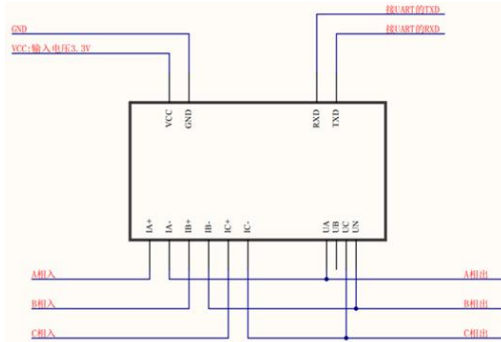 接UART的TXD
GND
接UART的RXD
VCC:输入电压3.3V
VCC
GND
RXD
TXD
IA+
IA-
IB+
IB-
IC+
IC-
UA
UB
UC
UN
A相入
A相出
B相入
B相出
C相入
C相出